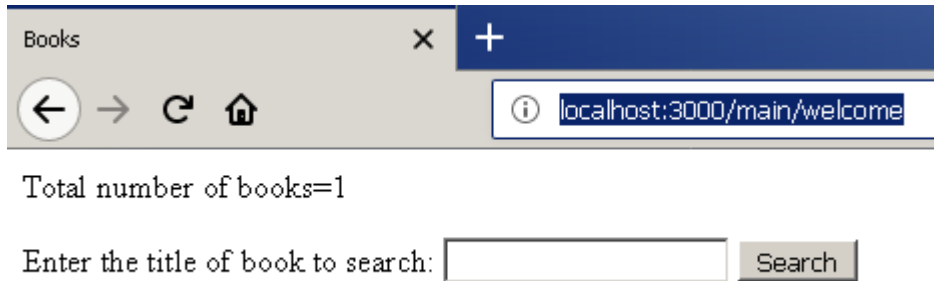 Books
localhost:3000/main/welcome
Total number of books=1
Enter the title of book to search: Search